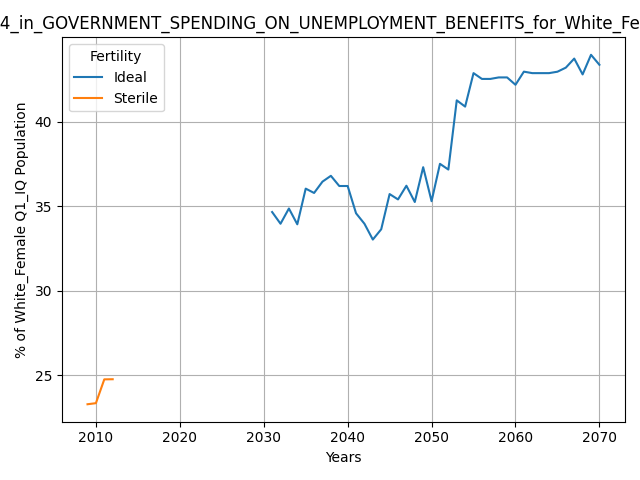 4_in_GOVERNMENT_SPENDING_ON_UNEMPLOYMENT_BENEFITS_for_White_Fe
Fertility
Ideal
Sterile
% of White_Female Q1_IQ Population
40
35
30
25
2010 2020 2030 2040 2050 2060 2070
Years